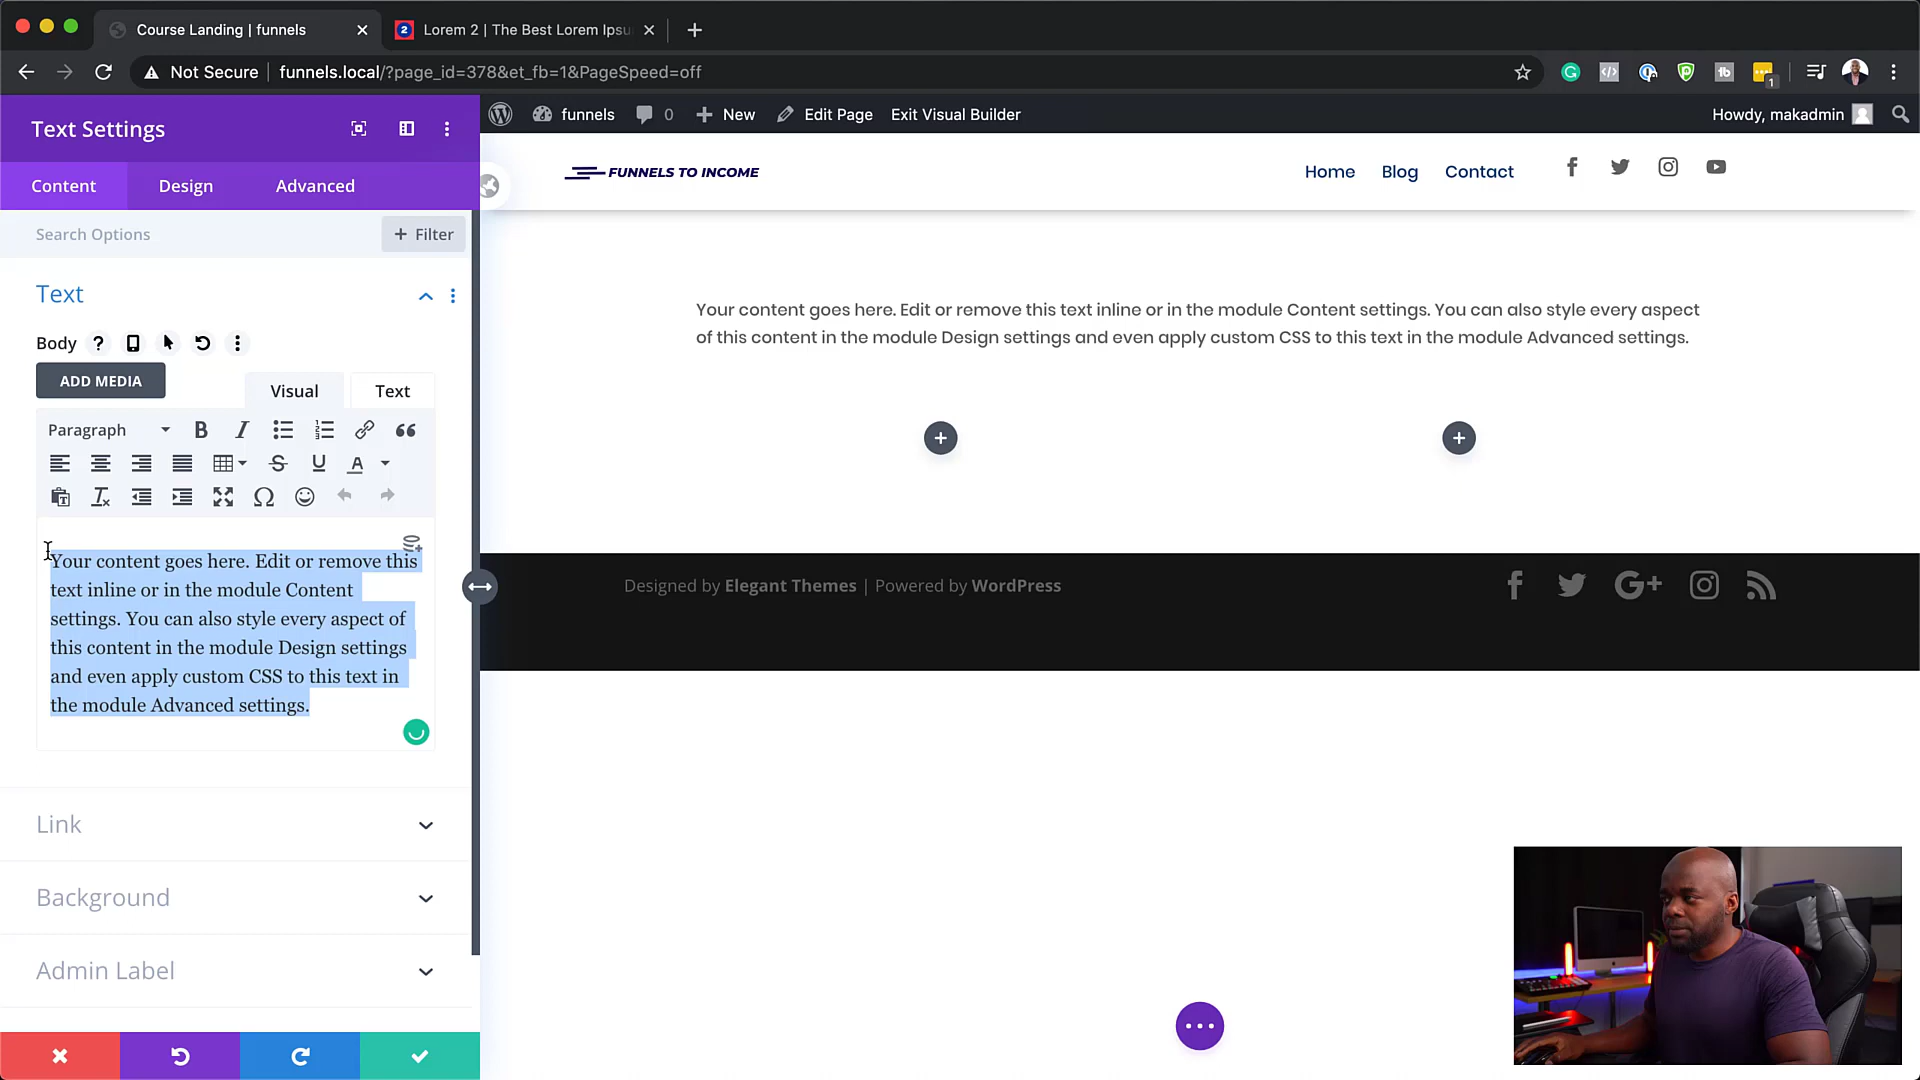 Course Landing | funnels
2
Lorem 2 | The Best Lorem Ipsu
Not Secure
funnels.local/?page_id=378&et_fb=1&PageSpeed=off
1
Text Settings
funnels
0
New
Edit Page
Exit Visual Builder
Howdy, makadmin
Content
Design
Advanced
FUNNELS TO INCOME
Home
Blog
Contact
Search Options
+ Filter
Text
Body
ADD MEDIA
Visual
Text
Paragraph
Your content goes here. Edit or remove this
text inline or in the module Content
settings. You can also style every aspect of
this content in the module Design settings
and even apply custom CSS to this text in
the module Advanced settings.
Link
Background
Admin Label
Your content goes here. Edit or remove this text inline or in the module Content settings. You can also style every aspect
of this content in the module Design settings and even apply custom CSS to this text in the module Advanced settings.
Designed by Elegant Themes | Powered by WordPress